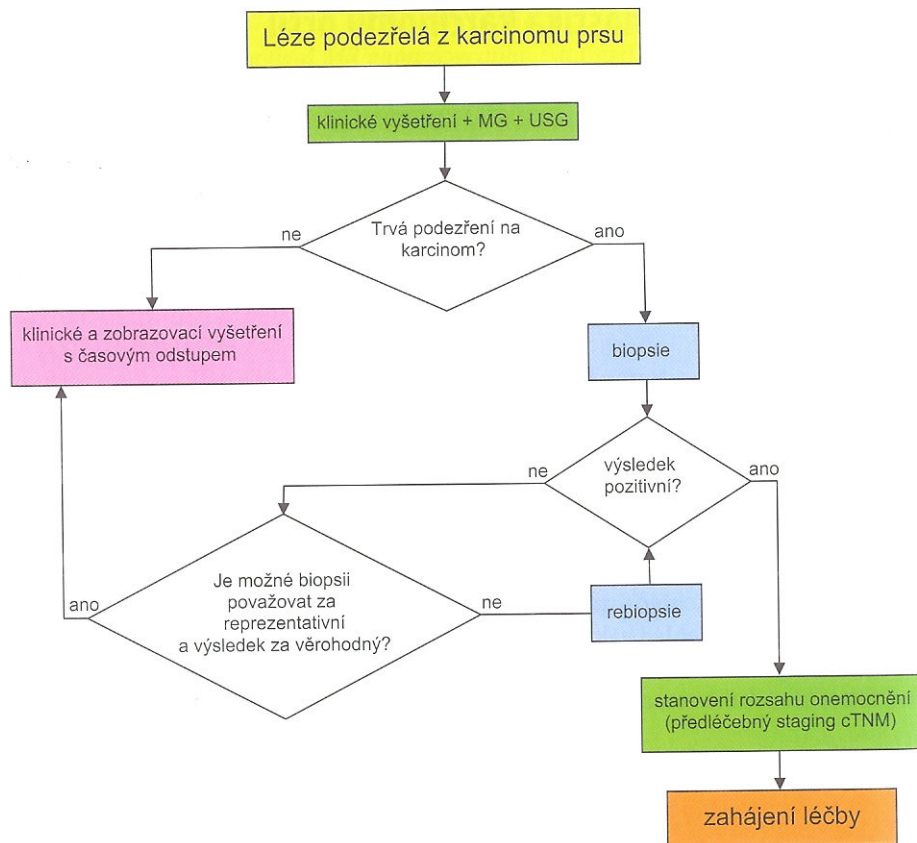 Léze podezřelá z karcinomu prsu
klinické vyšetření + MG + USG
Trvá podezření na
karcinom?
ne
ano
klinické a zobrazovací vyšetření
s časovým odstupem
biopsie
výsledek
pozitivní?
ne
ano
Je možné biopsii
považovat za
reprezentativní
a výsledek za věrohodný?
ano
ne
rebiopsie
stanovení rozsahu onemocnění
(předléčebný staging cTNM)
zahájení léčby